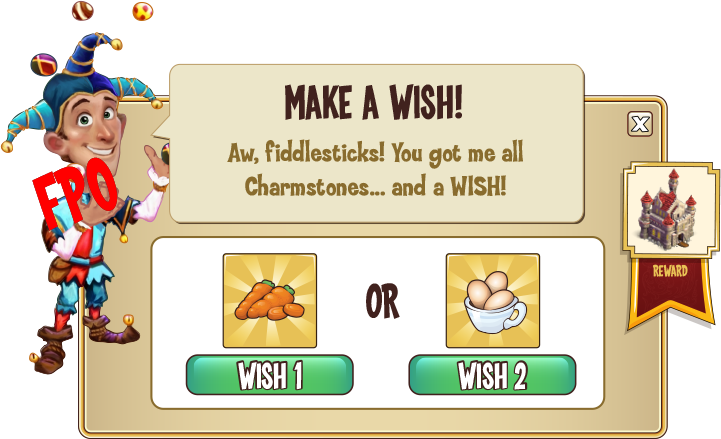 MAKE A WISH!
Aw, fiddlesticks! You got me all
Charmstones... and a WISH!
X
FPO
REWARD
OR
WISH 1
WISH 2